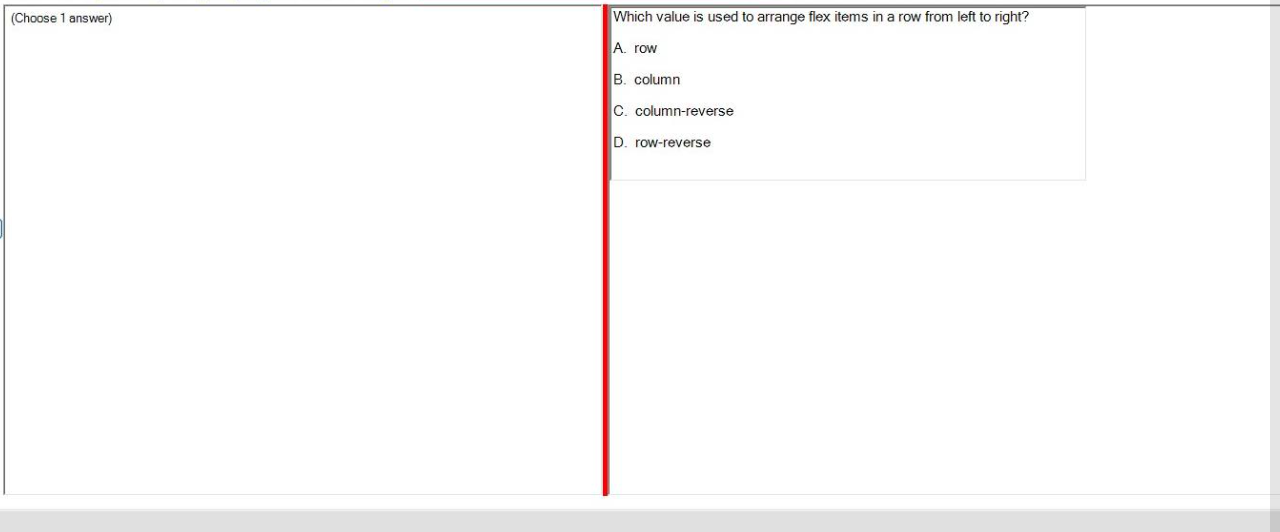 (Choose 1 answer)
Which value is used to arrange flex items in a row from left to right?
A. row
B. column
C. column-reverse
D. row-reverse